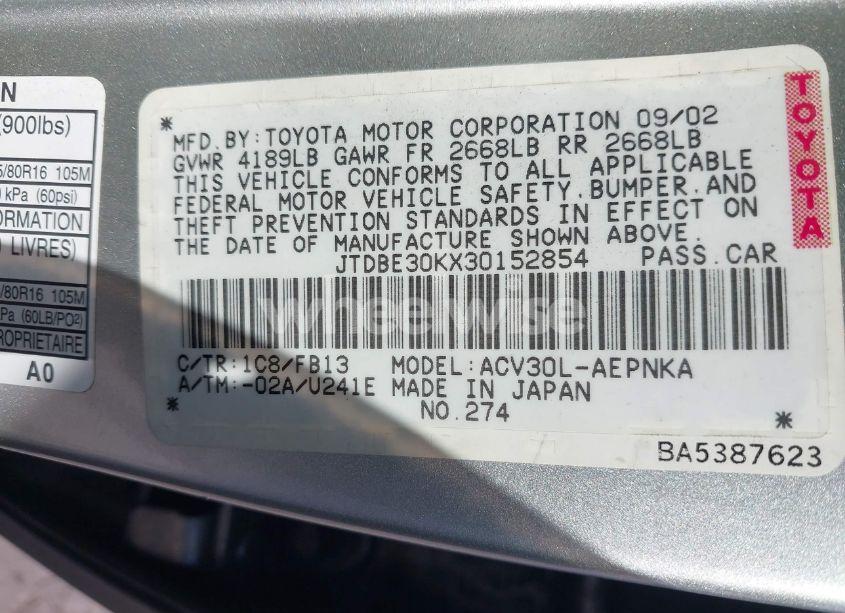 N
(900lbs)
/80R16 105M
kPa (60psi)
ORMATION
LIVRES)
/80R16 105M
kPa (60LB/PO²)
PROPRIETAIRE
A0
* MFD.BY:TOYOTA MOTOR CORPORATION 09/02
GVWR 4189LB GAWR FR 2668LB RR 2668LB
THIS VEHICLE CONFORMS TO ALL APPLICABLE
FEDERAL MOTOR VEHICLE SAFETY,BUMPER,AND
THEFT PREVENTION STANDARDS IN EFFECT ON
THE DATE OF MANUFACTURE SHOWN ABOVE.
JTDBE30KX30152854 PASS.CAR
wheelwise
C/TR:1C8/FB13 MODEL:ACV30L-AEPNKA
A/TM:-02A/U241E MADE IN JAPAN
* NO.274 *
BA5387623
TOYOTA